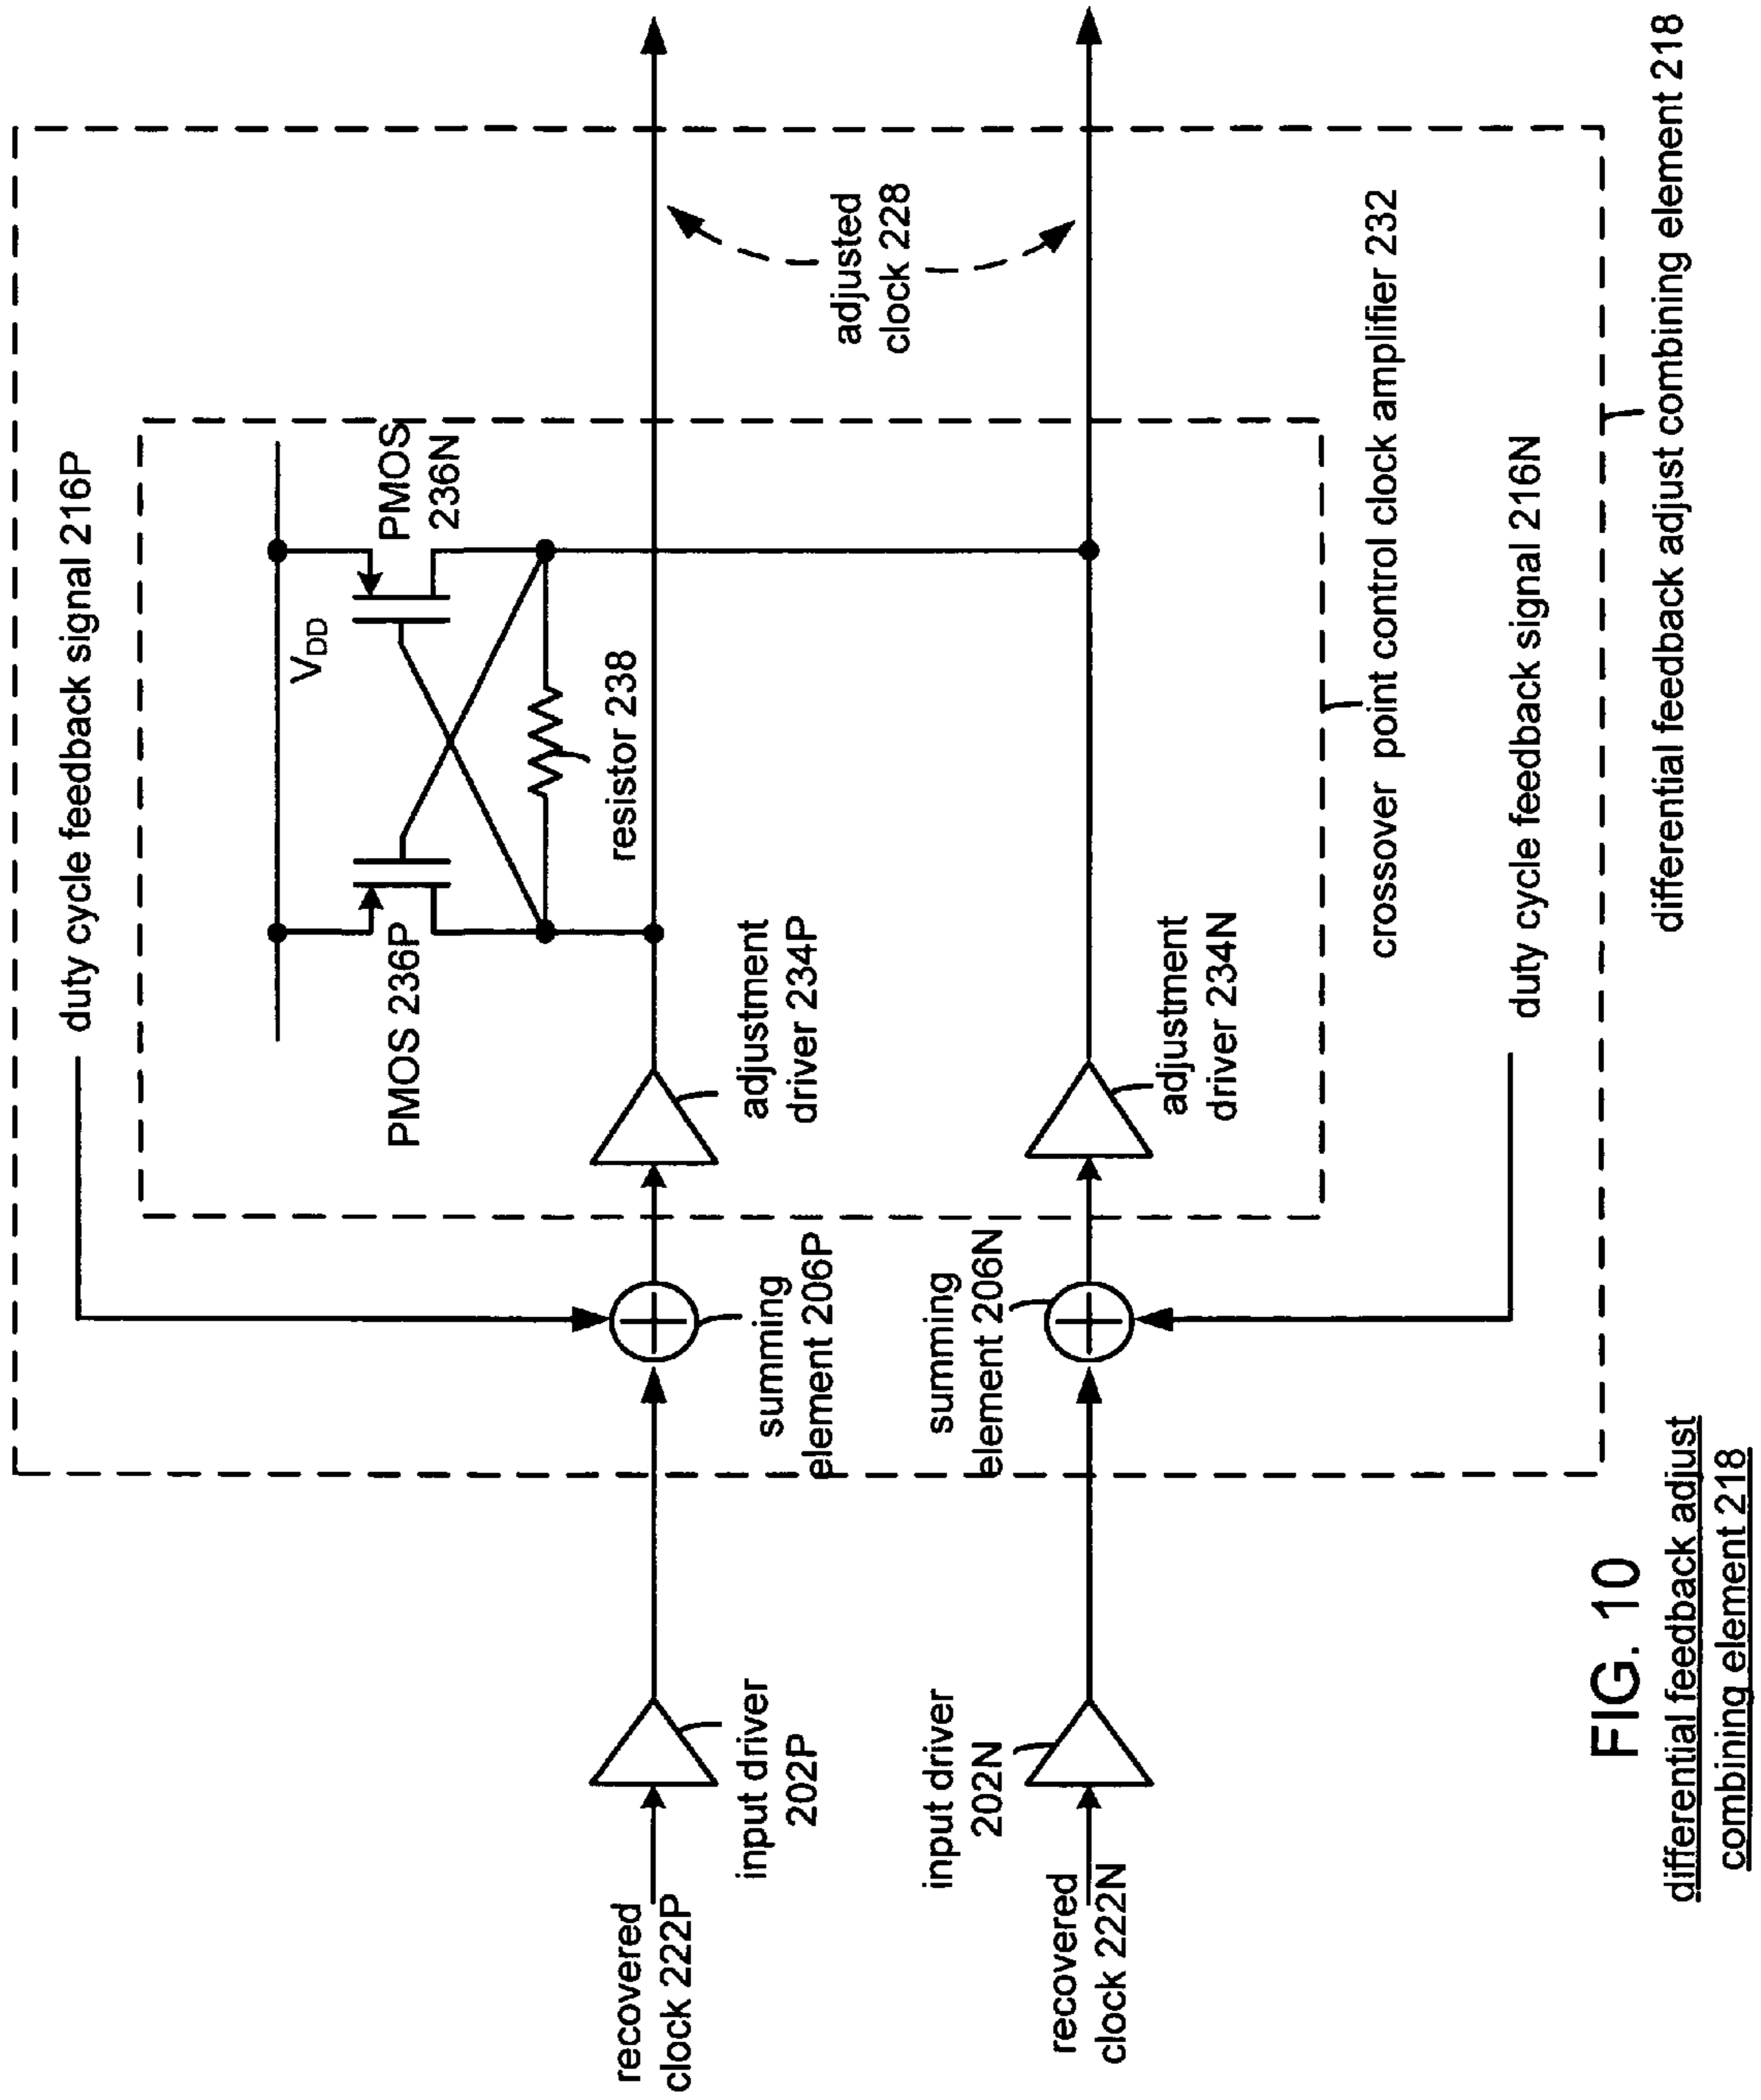 duty cycle feedback signal 216P
V_DD
PMOS 236P
PMOS
236N
resistor 238
adjusted
clock 228
recovered
clock 222P
input driver
202P
summing
element 206P
adjustment
driver 234P
recovered
clock 222N
input driver
202N
summing
element 206N
adjustment
driver 234N
crossover point control clock amplifier 232
duty cycle feedback signal 216N
differential feedback adjust combining element 218
FIG. 10
differential feedback adjust
combining element 218